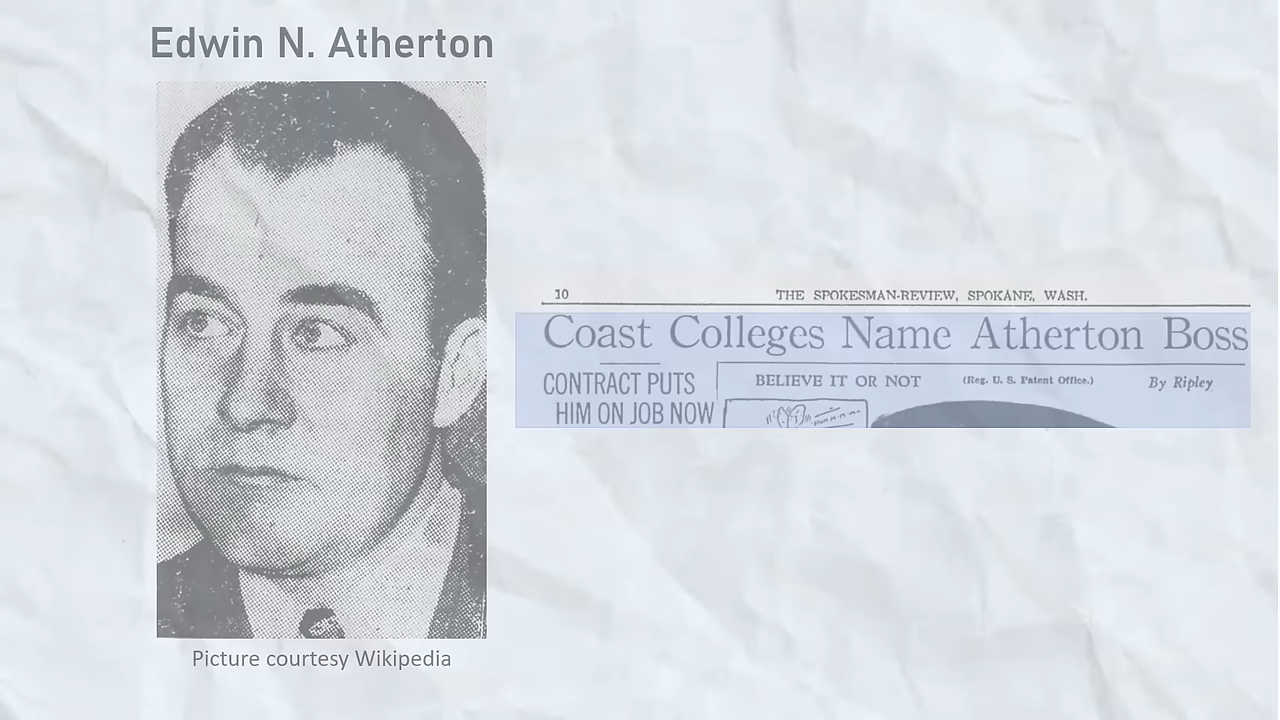 Edwin N. Atherton
Picture courtesy Wikipedia
10 THE SPOKESMAN-REVIEW, SPOKANE, WASH.
Coast Colleges Name Atherton Boss
CONTRACT PUTS
HIM ON JOB NOW
BELIEVE IT OR NOT (Reg. U. S. Patent Office.) By Ripley